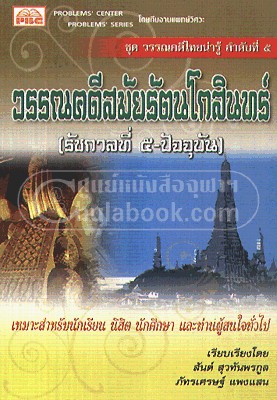 PBC
PROBLEMS' CENTER
PROBLEMS' SERIES
ชุด วรรณคดีไทยน่ารู้ ลำดับที่ ๕
วรรณคดีสมัยรัตนโกสินทร์
(รัชกาลที่ ๕-ปัจจุบัน)
ศูนย์หนังสือจุฬาฯ
เหมาะสำหรับนักเรียน นิสิต นักศึกษา และท่านผู้สนใจทั่วไป
เรียบเรียงโดย
สันต์ สุวทันพรกูล
ภัทรเศรษฐ์ แพงแสน